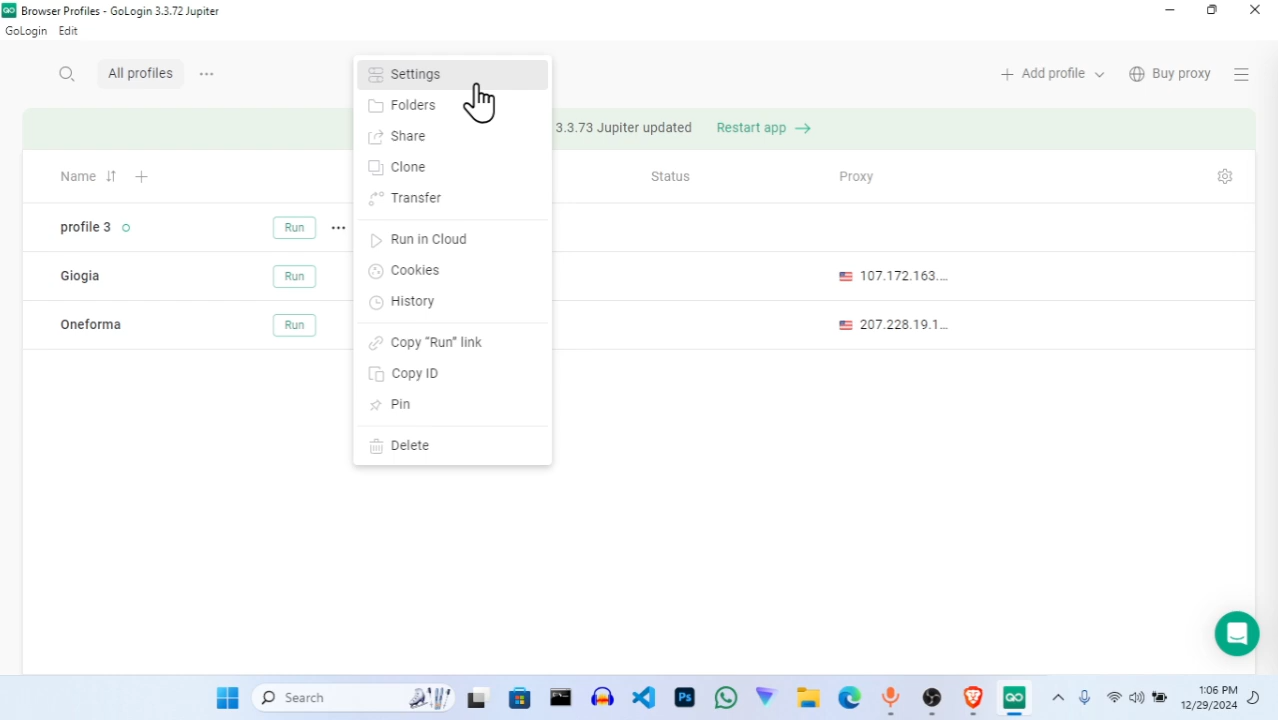 Browser Profiles - GoLogin 3.3.72 Jupiter
GoLogin Edit
All profiles
Add profile
Buy proxy
Settings
Folders
Share
Clone
Transfer
Run in Cloud
Cookies
History
Copy "Run" link
Copy ID
Pin
Delete
3.3.73 Jupiter updated Restart app
Name Status Proxy
profile 3 Run
Giogia Run 107.172.163....
Oneforma Run 207.228.19.1...
Search
GO
Ps
1:06 PM
12/29/2024